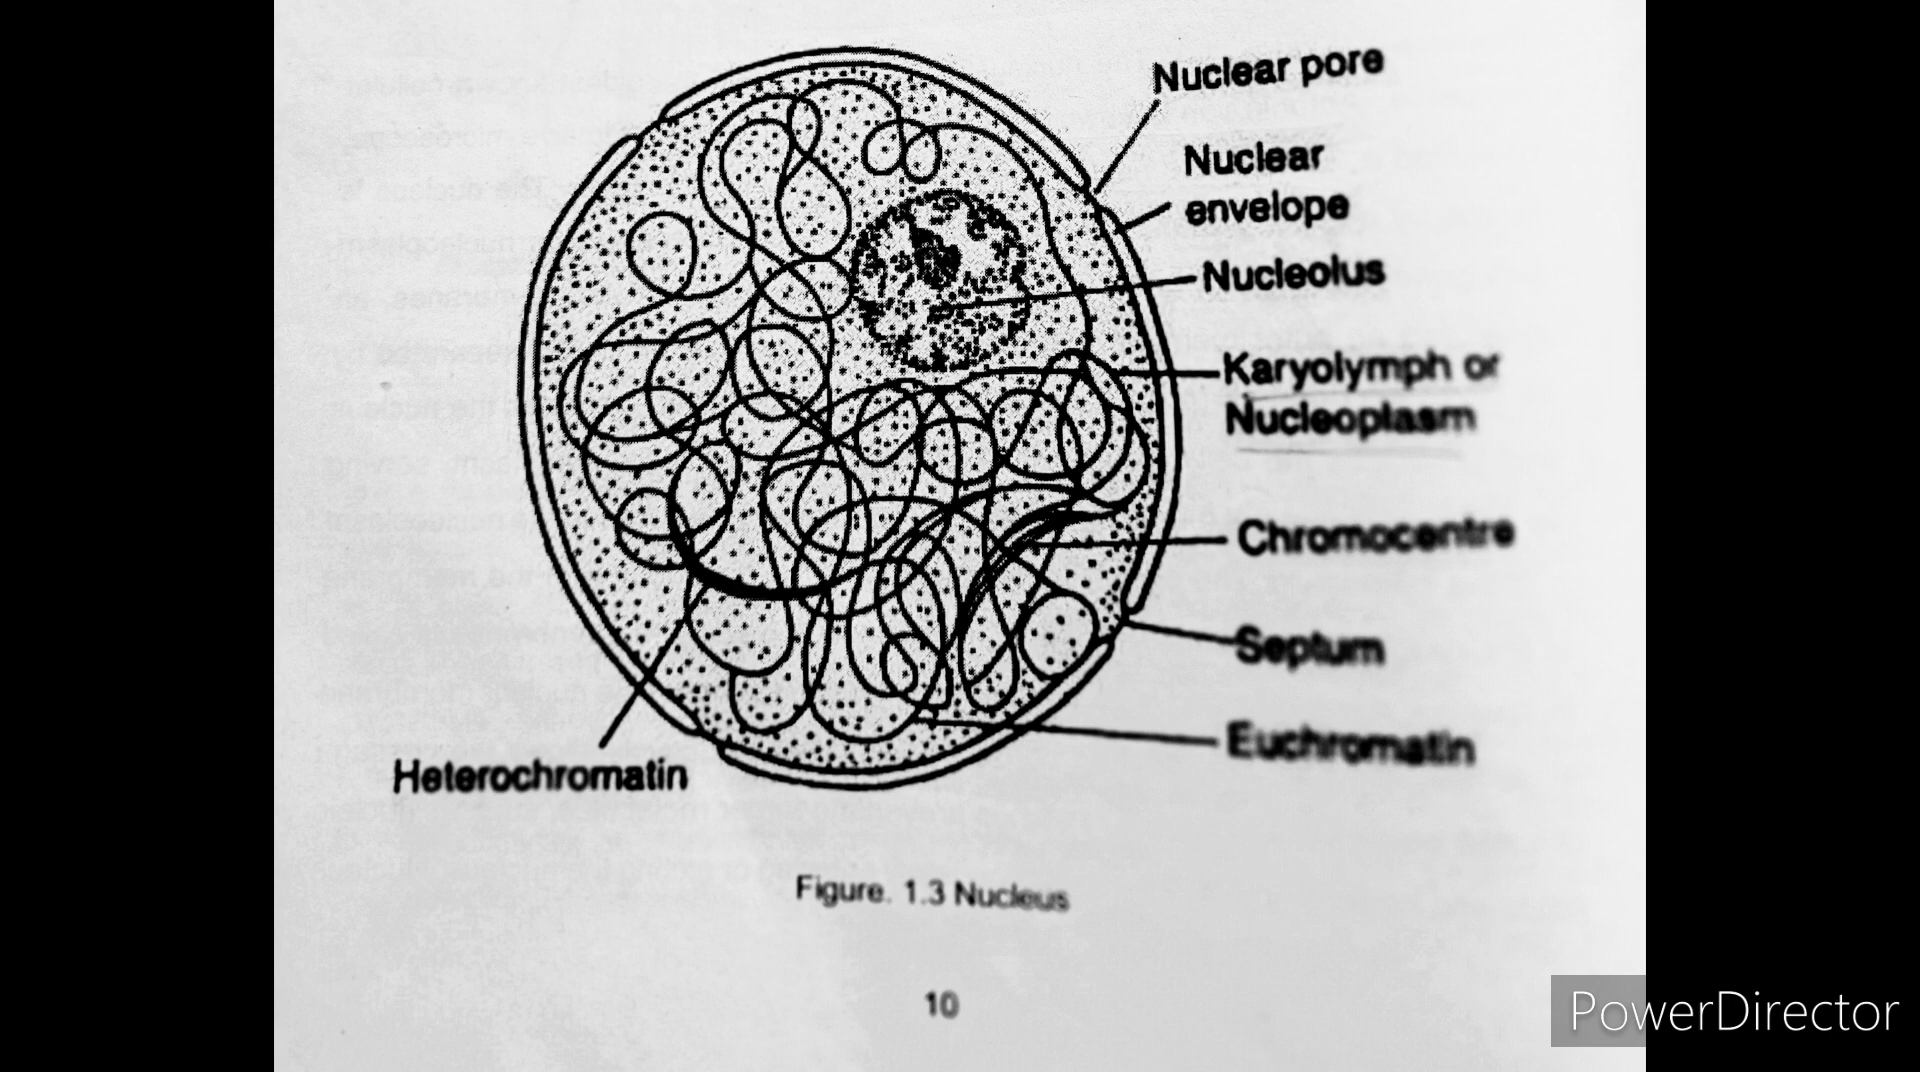 Nuclear pore
Nuclear
envelope
Nucleolus
Karyolymph or
Nucleoplasm
Chromocentre
Septum
Euchromatin
Heterochromatin
Figure. 1.3 Nucleus
10
PowerDirector